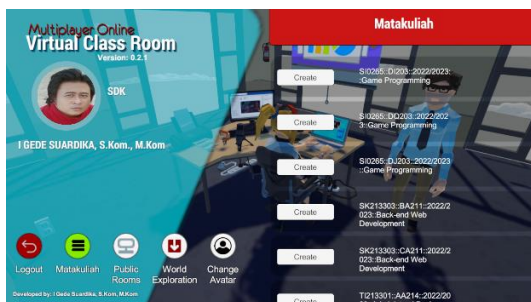 Multiplayer Online
Virtual Class Room
Version: 0.2.1
SDK
I GEDE SUARDIKA, S.Kom., M.Kom
Logout
Matakuliah
Public
Rooms
World
Exploration
Change
Avatar
Developed by: I Gede Suardika, S.Kom, M.Kom
Matakuliah
Create
SI0265::DI203::2022/2023:
:Game Programming
Create
SI0265::DD203::2022/202
3::Game Programming
Create
SI0265::DJ203::2022/2023
::Game Programming
Create
SK213303::BA211::2022/2
023::Back-end Web
Development
Create
SK213303::CA211::2022/2
023::Back-end Web
Development
Create
TI213301::AA214::2022/20